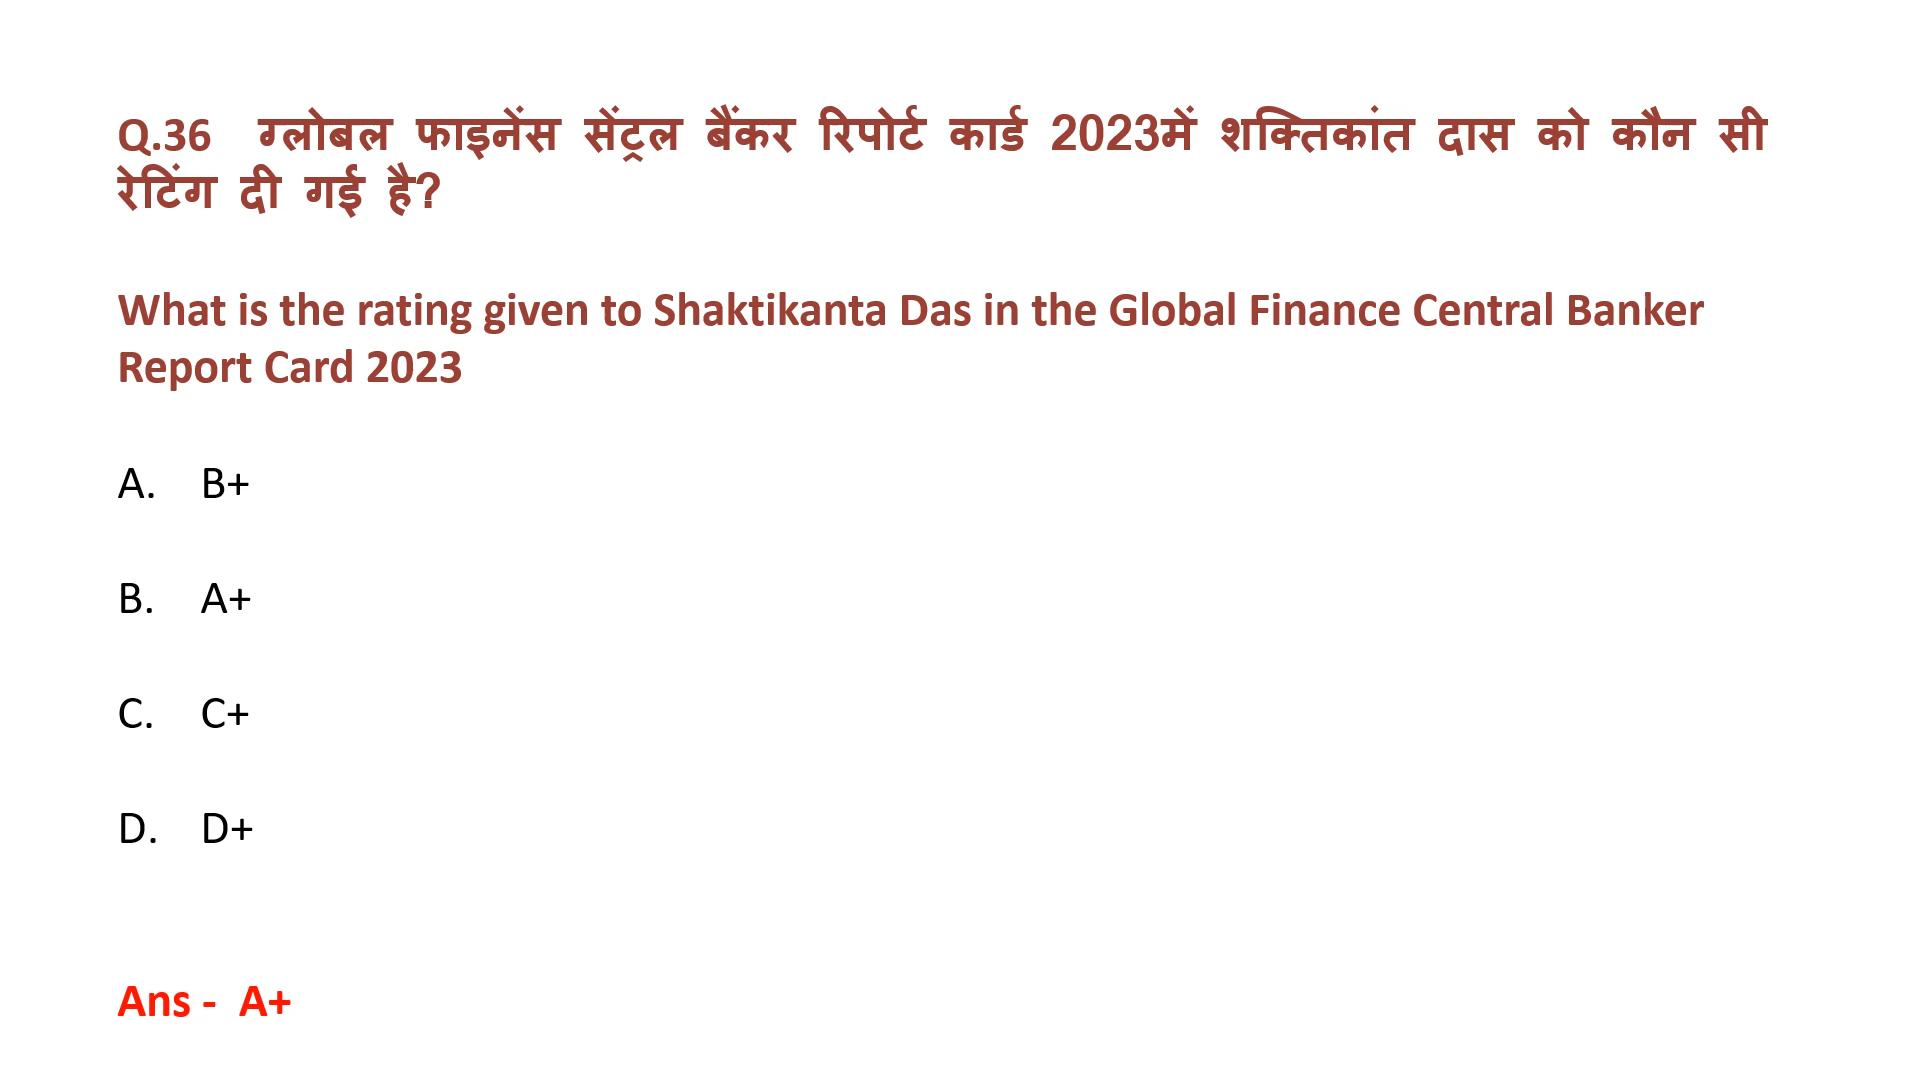 Q.36 ग्लोबल फाइनेंस सेंट्रल बैंकर रिपोर्ट कार्ड 2023में शक्तिकांत दास को कौन सी
रेटिंग दी गई है?
What is the rating given to Shaktikanta Das in the Global Finance Central Banker
Report Card 2023
A. B+
B. A+
C. C+
D. D+
Ans - A+